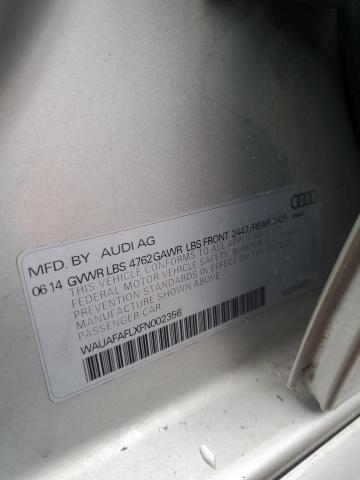 MFD. BY AUDI AG
06 14 GVWR LBS 4762 GAWR LBS FRONT 2447/REAR 2425
THIS VEHICLE CONFORMS TO ALL APPLICABLE
FEDERAL MOTOR VEHICLE SAFETY, BUMPER AND THEFT
PREVENTION STANDARDS IN EFFECT ON THE DATE OF
MANUFACTURE SHOWN ABOVE
PASSENGER CAR
WAUAFAFLXFN002356